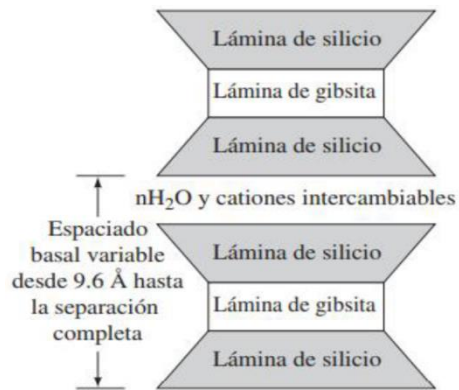 Lámina de silicio
Lámina de gibsita
Lámina de silicio
nH₂O y cationes intercambiables
Espaciado
basal variable
desde 9.6 Å hasta
la separación
completa
Lámina de silicio
Lámina de gibsita
Lámina de silicio